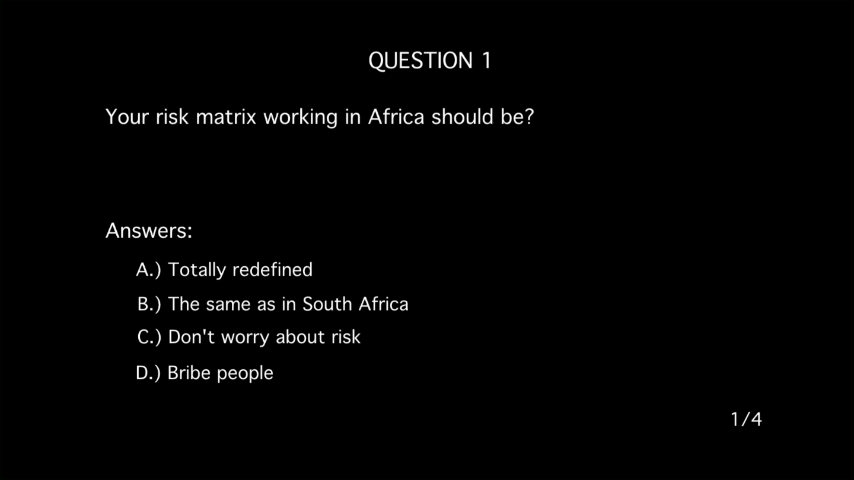 QUESTION 1
Your risk matrix working in Africa should be?
Answers:
A.) Totally redefined
B.) The same as in South Africa
C.) Don't worry about risk
D.) Bribe people
1/4